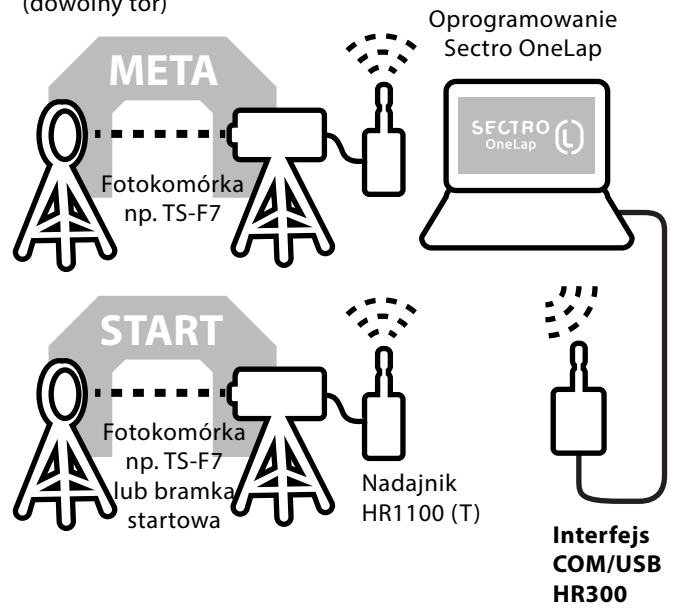 (dowolny tor)
Oprogramowanie
Sectro OneLap
META
SECTRO
OneLap
Fotokomórka
np. TS-F7
START
Fotokomórka
np. TS-F7
lub bramka
startowa
Nadajnik
HR1100 (T)
Interfejs
COM/USB
HR300